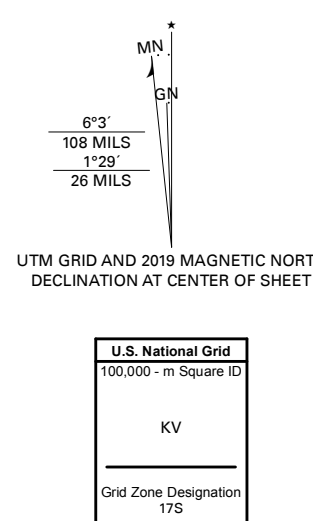 MN
GN
6°3´
108 MILS
1°29´
26 MILS
UTM GRID AND 2019 MAGNETIC NORT
DECLINATION AT CENTER OF SHEET
U.S. National Grid
100,000 - m Square ID
KV
Grid Zone Designation
17S